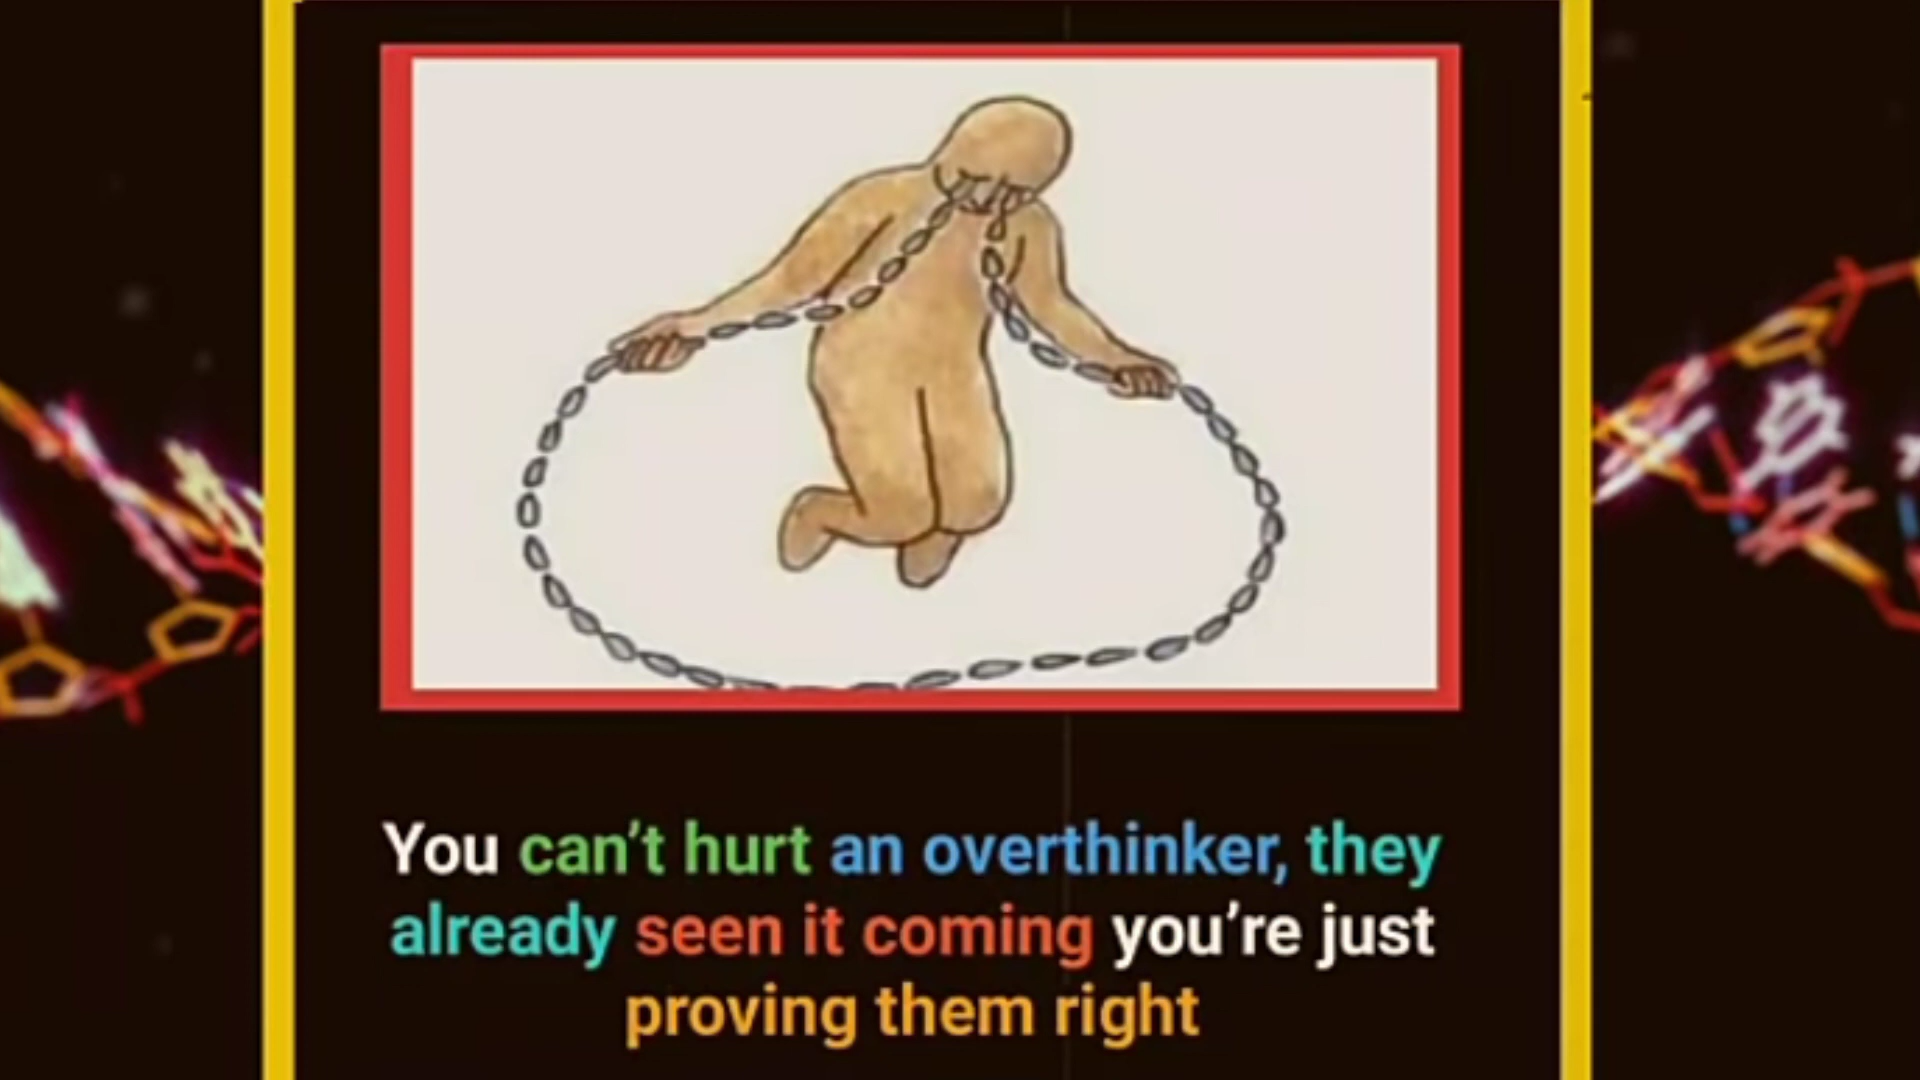 You can’t hurt an overthinker, they
already seen it coming you’re just
proving them right